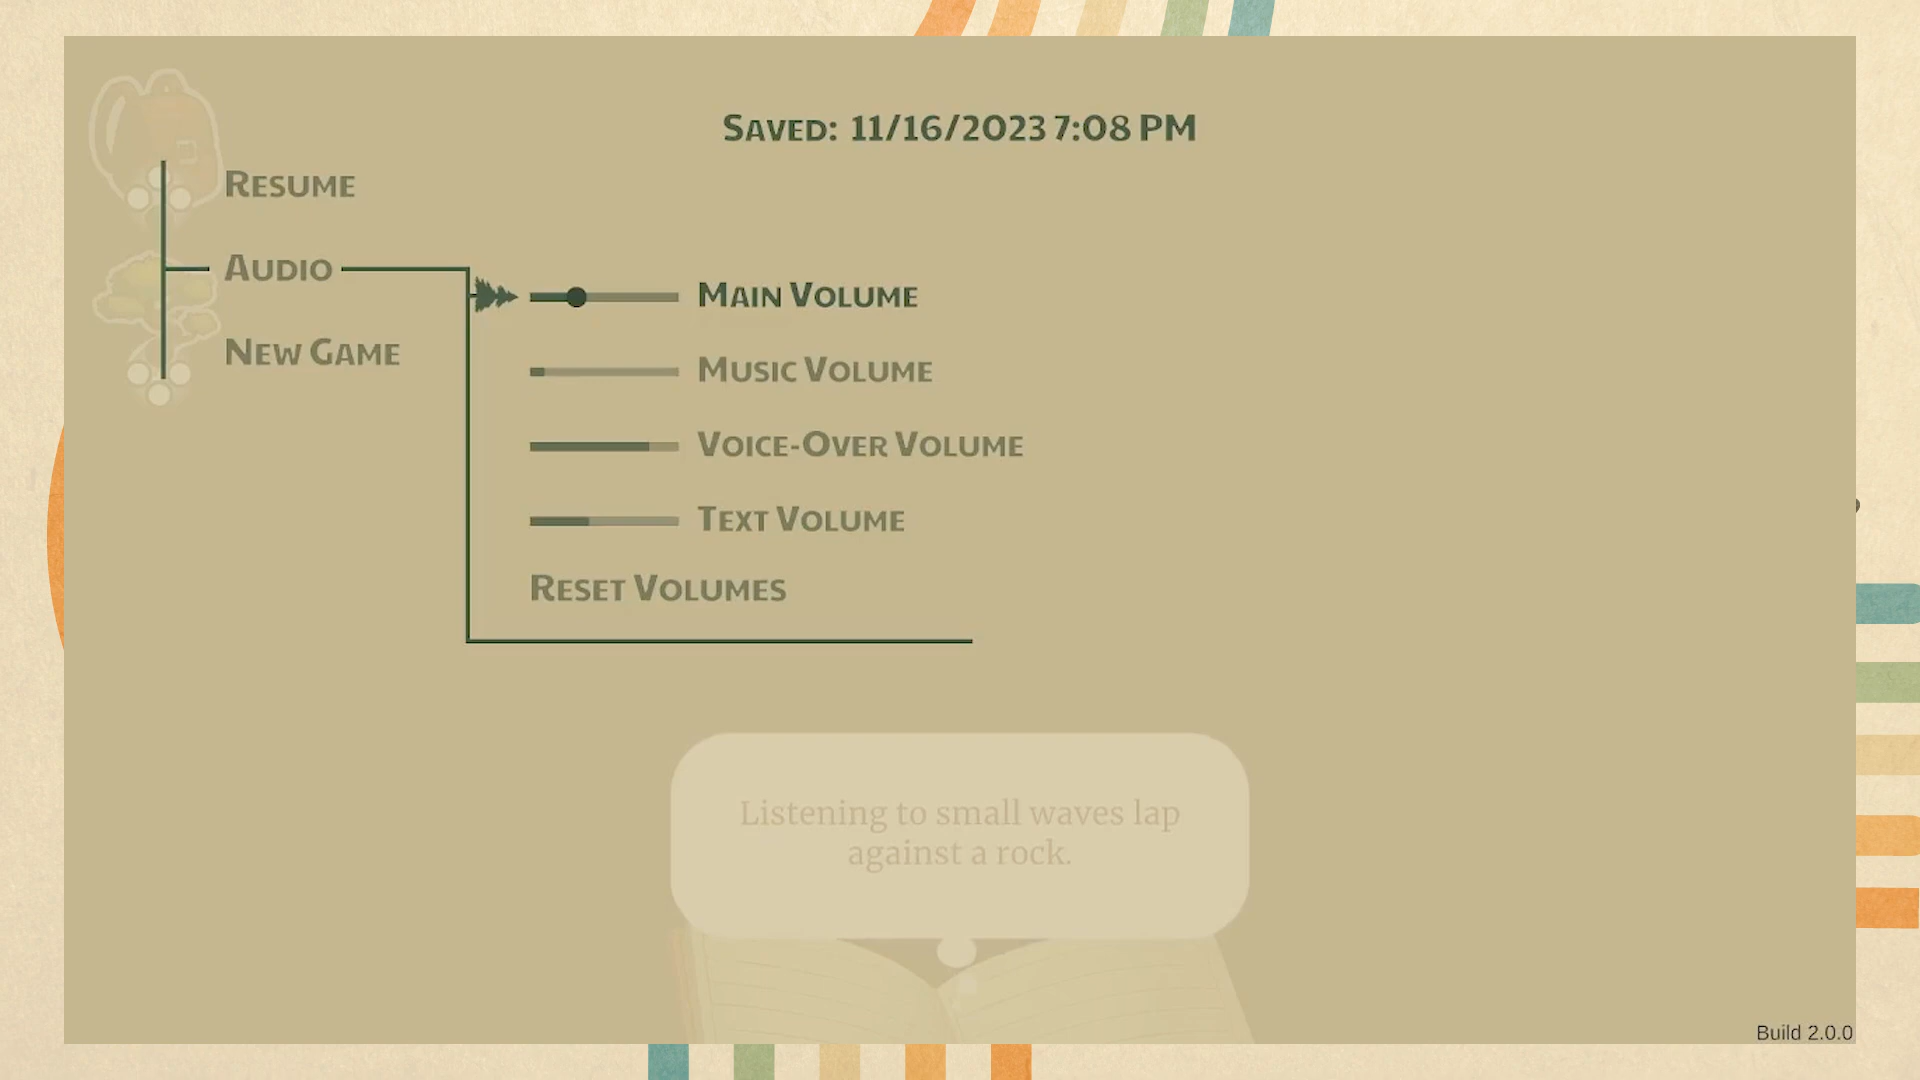 Saved: 11/16/2023 7:08 PM
Resume
Audio
New Game
Main Volume
Music Volume
Voice-Over Volume
Text Volume
Reset Volumes
Listening to small waves lap
against a rock.
Build 2.0.0